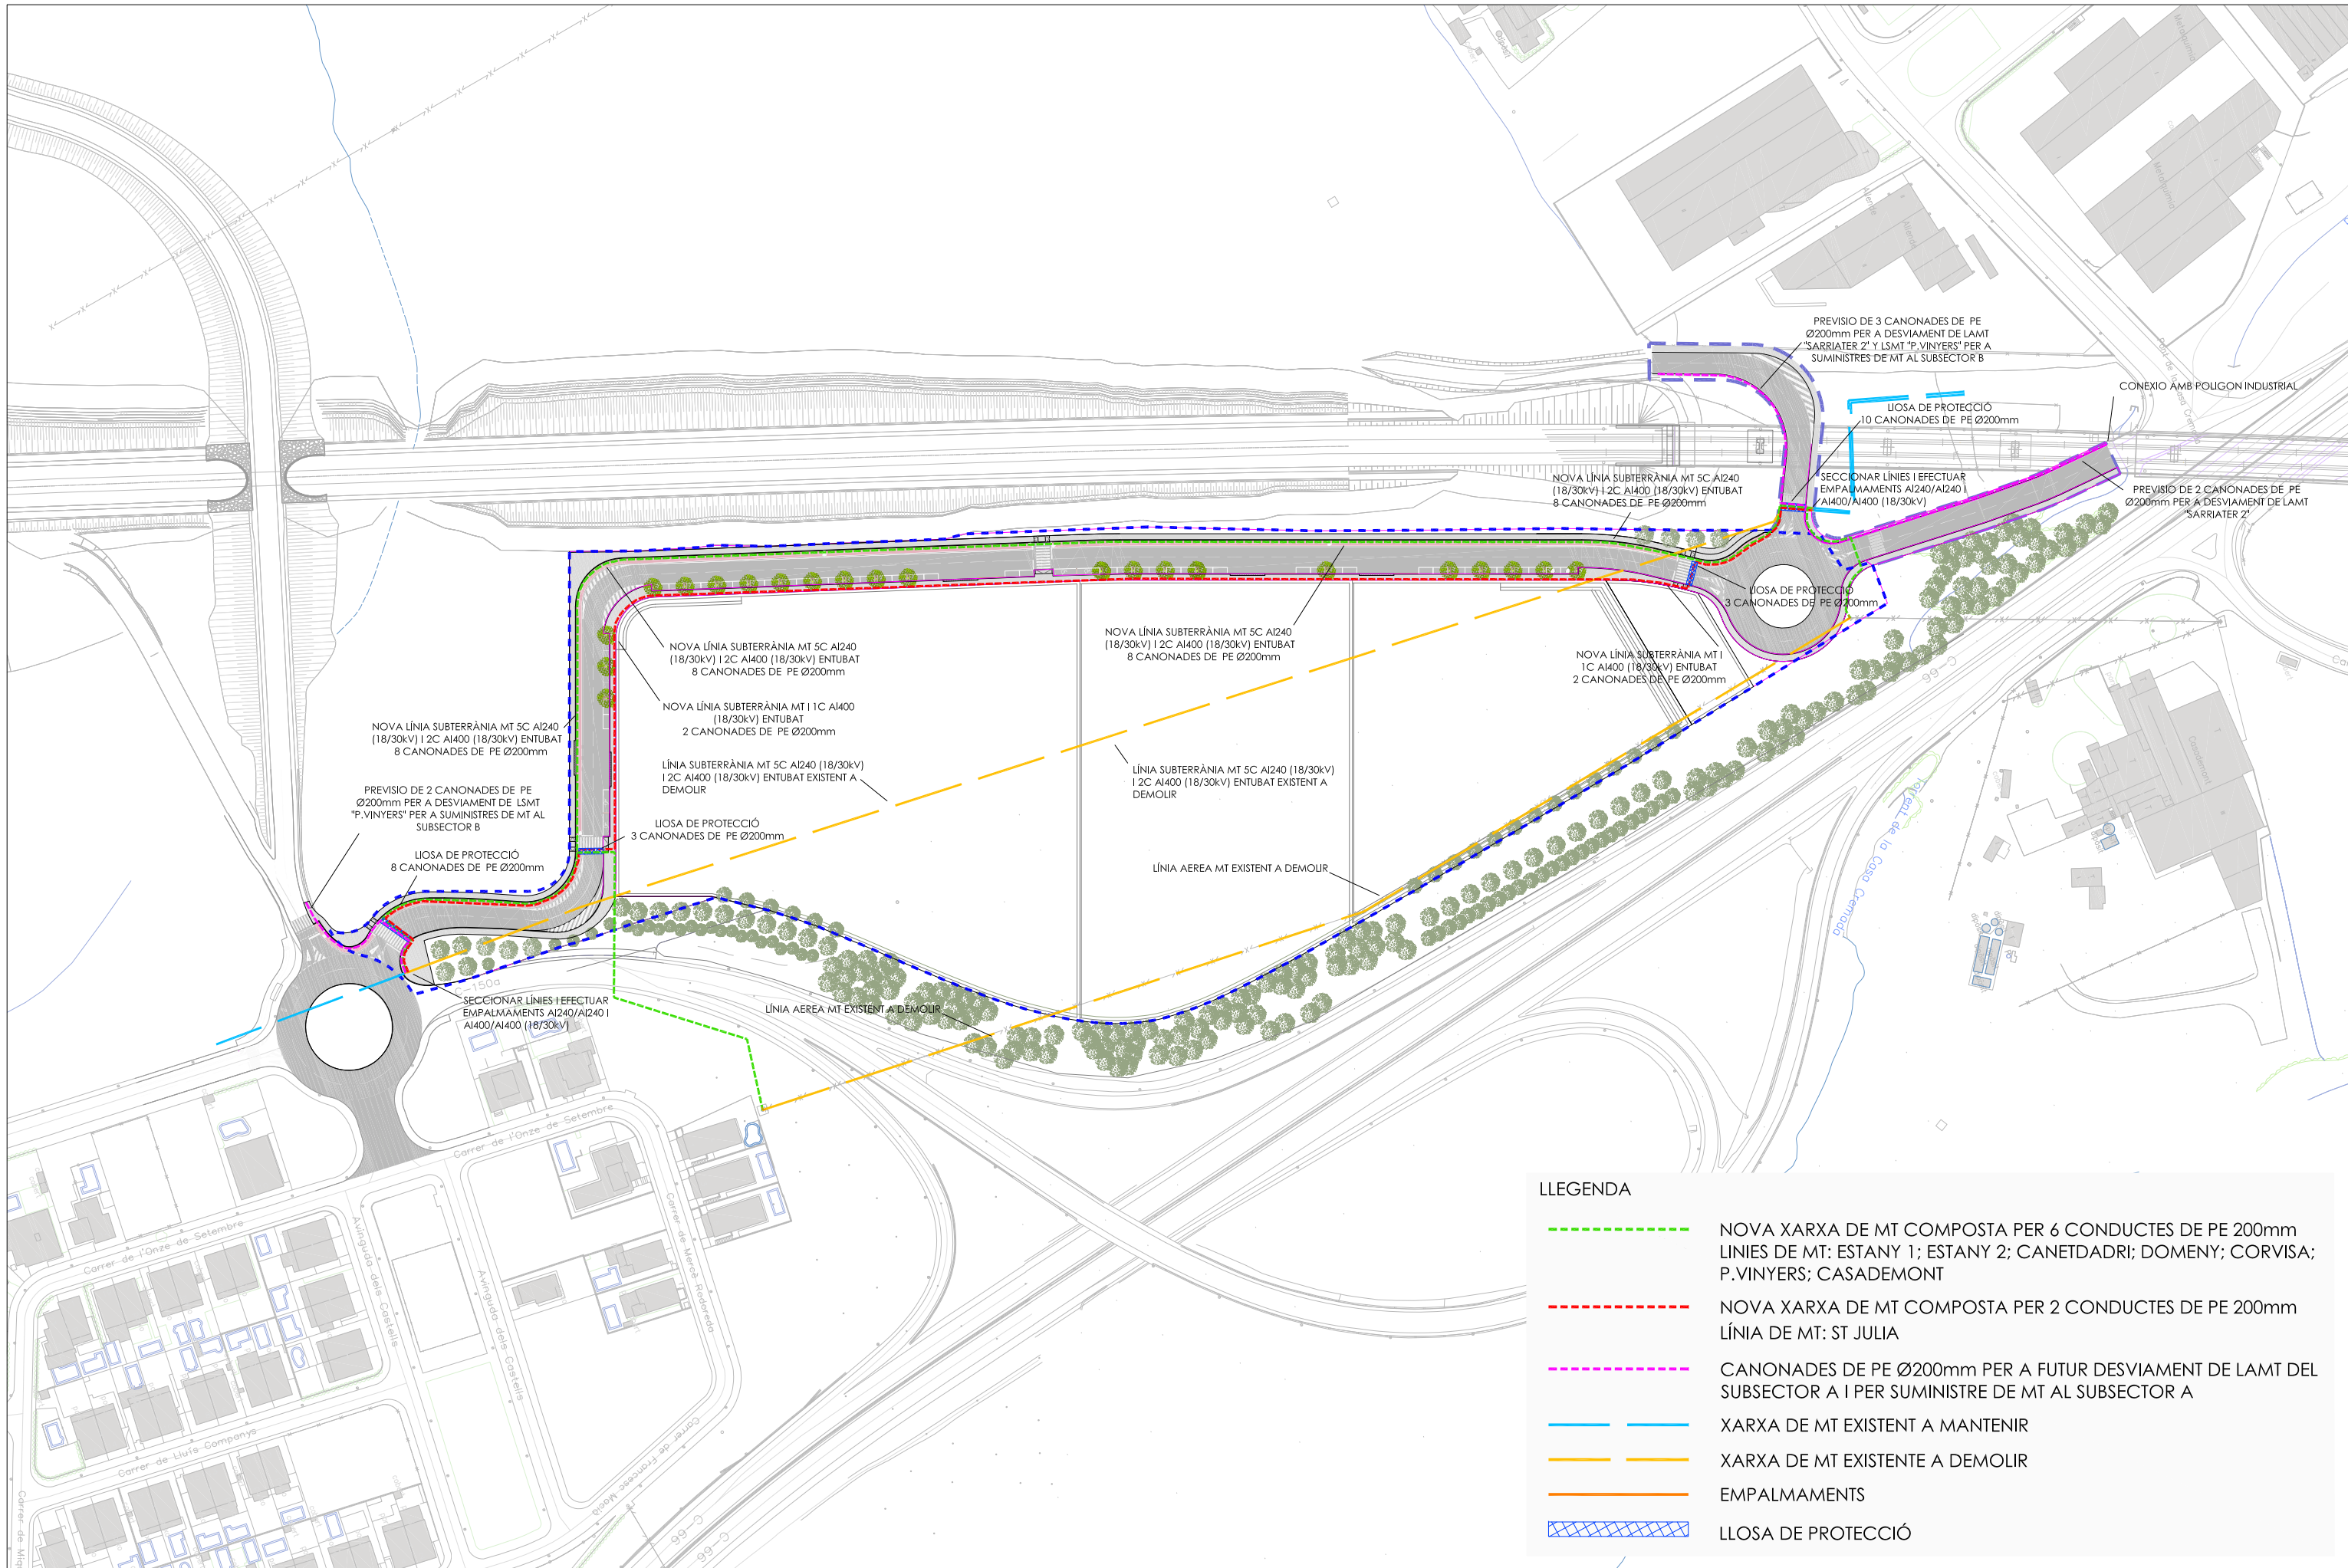 PREVISIO DE 3 CANONADES DE PE
Ø200mm PER A DESVIAMENT DE LAMT
"SARRIATER 2" Y LSMT "P.VINYERS" PER A
SUMINISTRES DE MT AL SUBSECTOR B
CONEXIO AMB POLIGON INDUSTRIAL
LlOSA DE PROTECCIÓ
10 CANONADES DE PE Ø200mm
NOVA LÍNIA SUBTERRÀNIA MT 5C Al240
(18/30kV) I 2C Al400 (18/30kV) ENTUBAT
8 CANONADES DE PE Ø200mm
SECCIONAR LÍNIES I EFECTUAR
EMPALMAMENTS Al240/Al240 I
Al400/Al400 (18/30kV)
PREVISIO DE 2 CANONADES DE PE
Ø200mm PER A DESVIAMENT DE LAMT
"SARRIATER 2"
LlOSA DE PROTECCIÓ
3 CANONADES DE PE Ø200mm
NOVA LÍNIA SUBTERRÀNIA MT 5C Al240
(18/30kV) I 2C Al400 (18/30kV) ENTUBAT
8 CANONADES DE PE Ø200mm
NOVA LÍNIA SUBTERRÀNIA MT 5C Al240
(18/30kV) I 2C Al400 (18/30kV) ENTUBAT
8 CANONADES DE PE Ø200mm
NOVA LÍNIA SUBTERRÀNIA MT I
1C Al400 (18/30kV) ENTUBAT
2 CANONADES DE PE Ø200mm
NOVA LÍNIA SUBTERRÀNIA MT I 1C Al400
(18/30kV) ENTUBAT
2 CANONADES DE PE Ø200mm
NOVA LÍNIA SUBTERRÀNIA MT 5C Al240
(18/30kV) I 2C Al400 (18/30kV) ENTUBAT
8 CANONADES DE PE Ø200mm
LÍNIA SUBTERRÀNIA MT 5C Al240 (18/30kV)
I 2C Al400 (18/30kV) ENTUBAT EXISTENT A
DEMOLIR
LÍNIA SUBTERRÀNIA MT 5C Al240 (18/30kV)
I 2C Al400 (18/30kV) ENTUBAT EXISTENT A
DEMOLIR
PREVISIO DE 2 CANONADES DE PE
Ø200mm PER A DESVIAMENT DE LSMT
"P.VINYERS" PER A SUMINISTRES DE MT AL
SUBSECTOR B
LlOSA DE PROTECCIÓ
3 CANONADES DE PE Ø200mm
LlOSA DE PROTECCIÓ
8 CANONADES DE PE Ø200mm
LÍNIA AEREA MT EXISTENT A DEMOLIR
SECCIONAR LÍNIES I EFECTUAR
EMPALMAMENTS Al240/Al240 I
Al400/Al400 (18/30kV)
LÍNIA AEREA MT EXISTENT A DEMOLIR
Metalquimia
Metalquimia
Allende
Allende
Pont de la Casa Cremada
Casademont
Torrent de la Casa Cremada
C-66
C-150a
Carrer de l'Onze de Setembre
Carrer de l'Onze de Setembre
Avinguda dels Castells
Avinguda dels Castells
Carrer de Mercè Rodoreda
Carrer de Lluís Companys
Carrer de Francesc Macià
C 66
C 66
LLEGENDA
NOVA XARXA DE MT COMPOSTA PER 6 CONDUCTES DE PE 200mm
LINIES DE MT: ESTANY 1; ESTANY 2; CANETDADRI; DOMENY; CORVISA;
P.VINYERS; CASADEMONT
NOVA XARXA DE MT COMPOSTA PER 2 CONDUCTES DE PE 200mm
LÍNIA DE MT: ST JULIA
CANONADES DE PE Ø200mm PER A FUTUR DESVIAMENT DE LAMT DEL
SUBSECTOR A I PER SUMINISTRE DE MT AL SUBSECTOR A
XARXA DE MT EXISTENT A MANTENIR
XARXA DE MT EXISTENTE A DEMOLIR
EMPALMAMENTS
LLOSA DE PROTECCIÓ